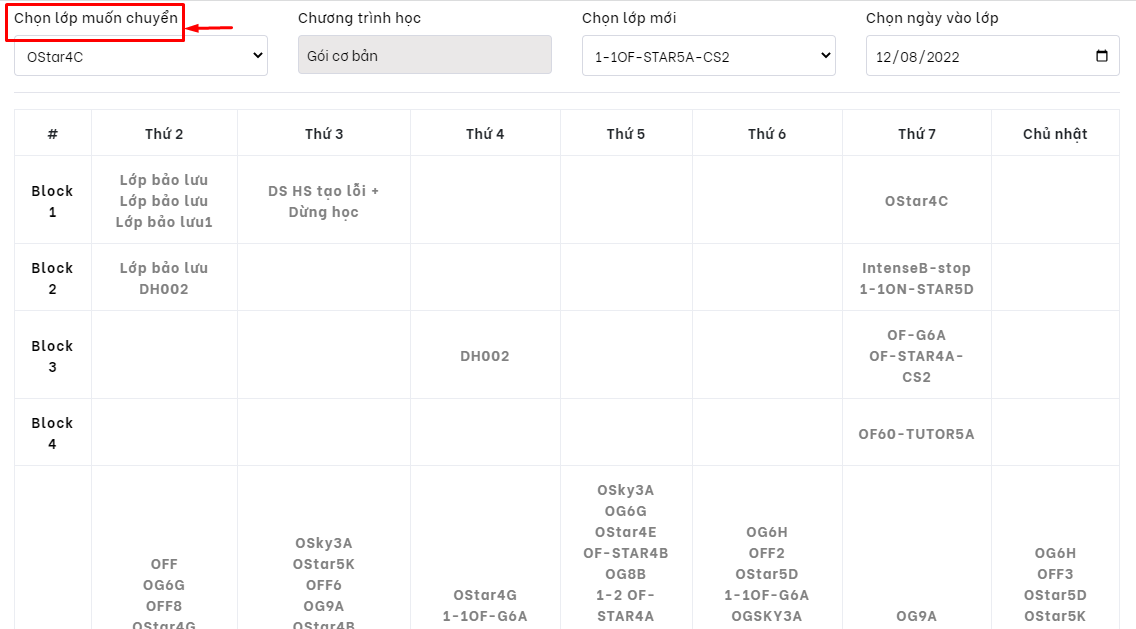 Chọn lớp muốn chuyển
Chương trình học
Chọn lớp mới
Chọn ngày vào lớp
OStar4C
Gói cơ bản
1-1OF-STAR5A-CS2
12/08/2022
# Thứ 2 Thứ 3 Thứ 4 Thứ 5 Thứ 6 Thứ 7 Chủ nhật
Block
1
Lớp bảo lưu
Lớp bảo lưu
Lớp bảo lưu1
DS HS tạo lỗi +
Dừng học
OStar4C
Block
2
Lớp bảo lưu
DH002
IntenseB-stop
1-1ON-STAR5D
Block
3
DH002
OF-G6A
OF-STAR4A-
CS2
Block
4
OF60-TUTOR5A
OFF
OG6G
OFF8
OStar4G
OSky3A
OStar5K
OFF6
OG9A
OStar4B
OStar4G
1-1OF-G6A
OSky3A
OG6G
OStar4E
OF-STAR4B
OG8B
1-2 OF-
STAR4A
OG6H
OFF2
OStar5D
1-1OF-G6A
OGSKY3A
OG9A
OG6H
OFF3
OStar5D
OStar5K